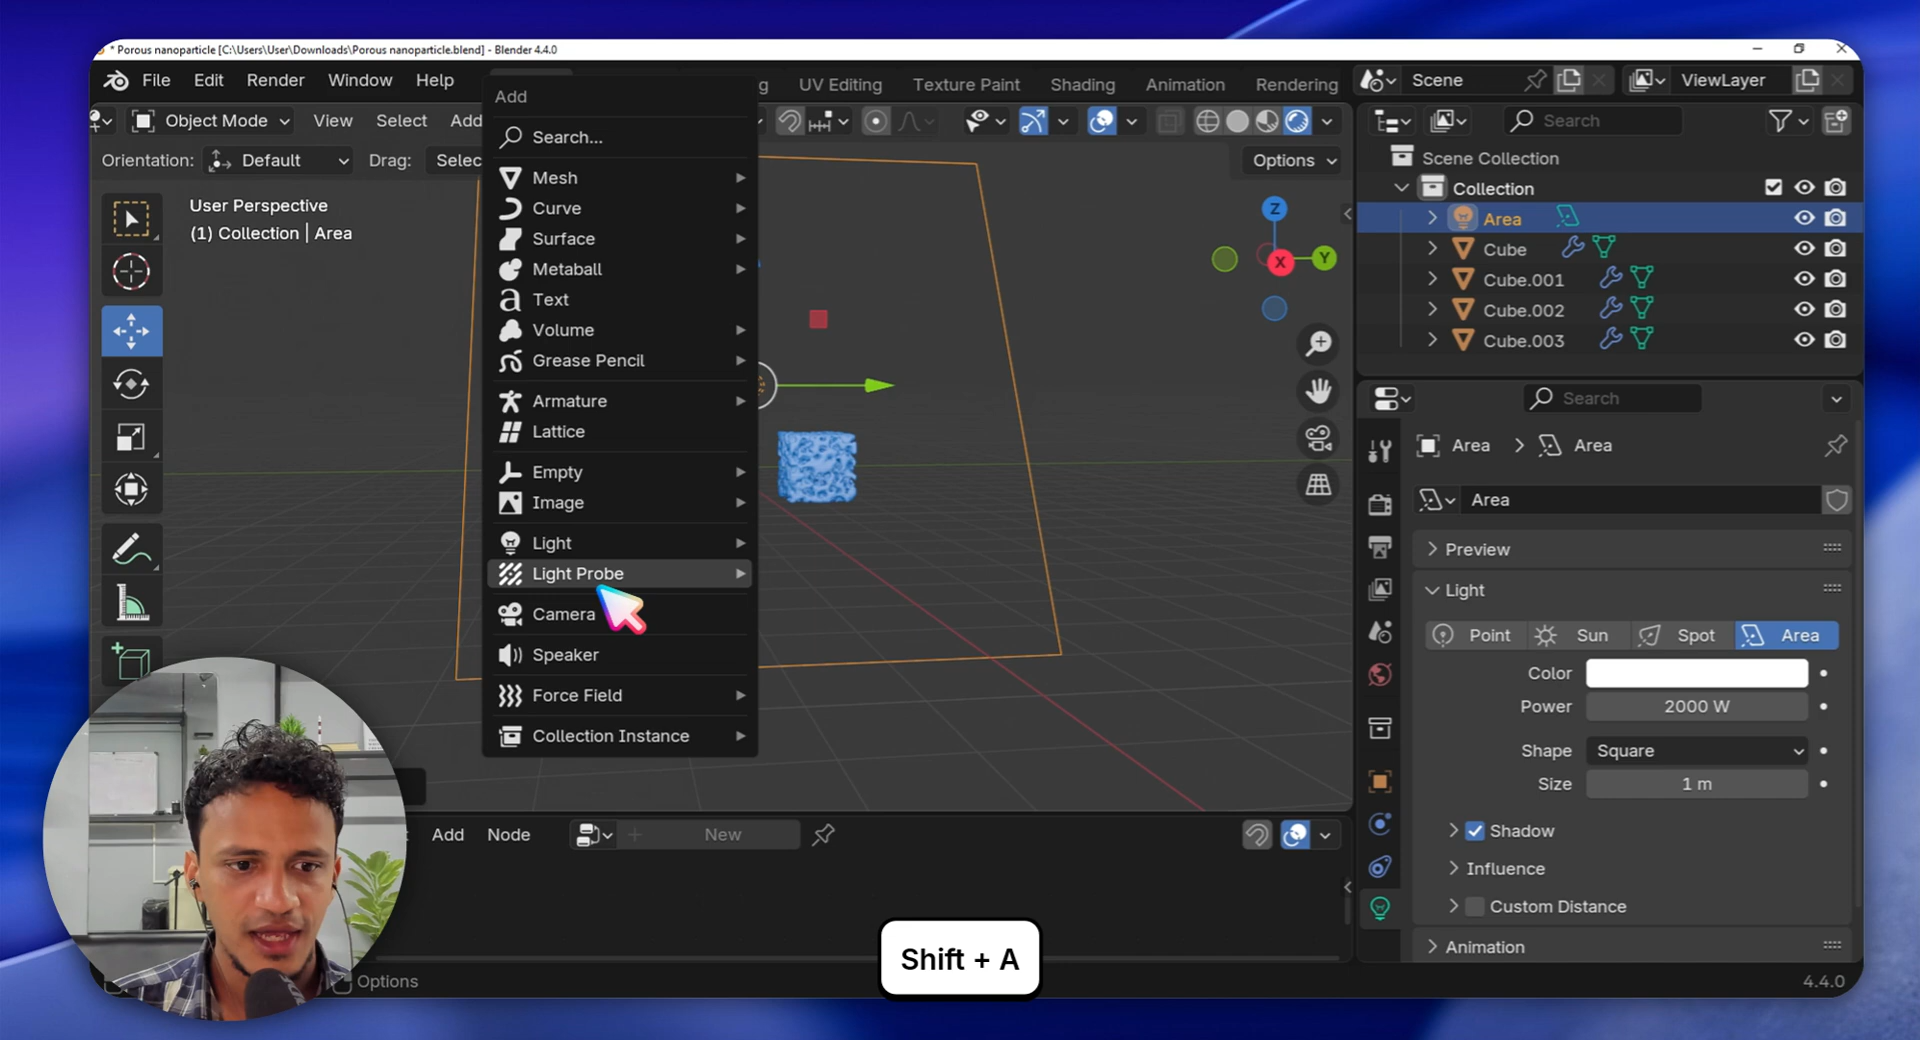 * Porous nanoparticle [C:\Users\User\Downloads\Porous nanoparticle.blend] - Blender 4.4.0
File Edit Render Window Help
UV Editing Texture Paint Shading Animation Rendering
Scene
ViewLayer
Object Mode View Select Add
Orientation: Default Drag: Selec
Options
User Perspective
(1) Collection | Area
Add
Search...
Mesh
Curve
Surface
Metaball
Text
Volume
Grease Pencil
Armature
Lattice
Empty
Image
Light
Light Probe
Camera
Speaker
Force Field
Collection Instance
Z
X
Y
Search
Scene Collection
Collection
Area
Cube
Cube.001
Cube.002
Cube.003
Search
Area > Area
Area
Preview
Light
Point Sun Spot Area
Color
Power 2000 W
Shape Square
Size 1 m
Shadow
Influence
Custom Distance
Animation
Add Node
New
Shift + A
Options
4.4.0